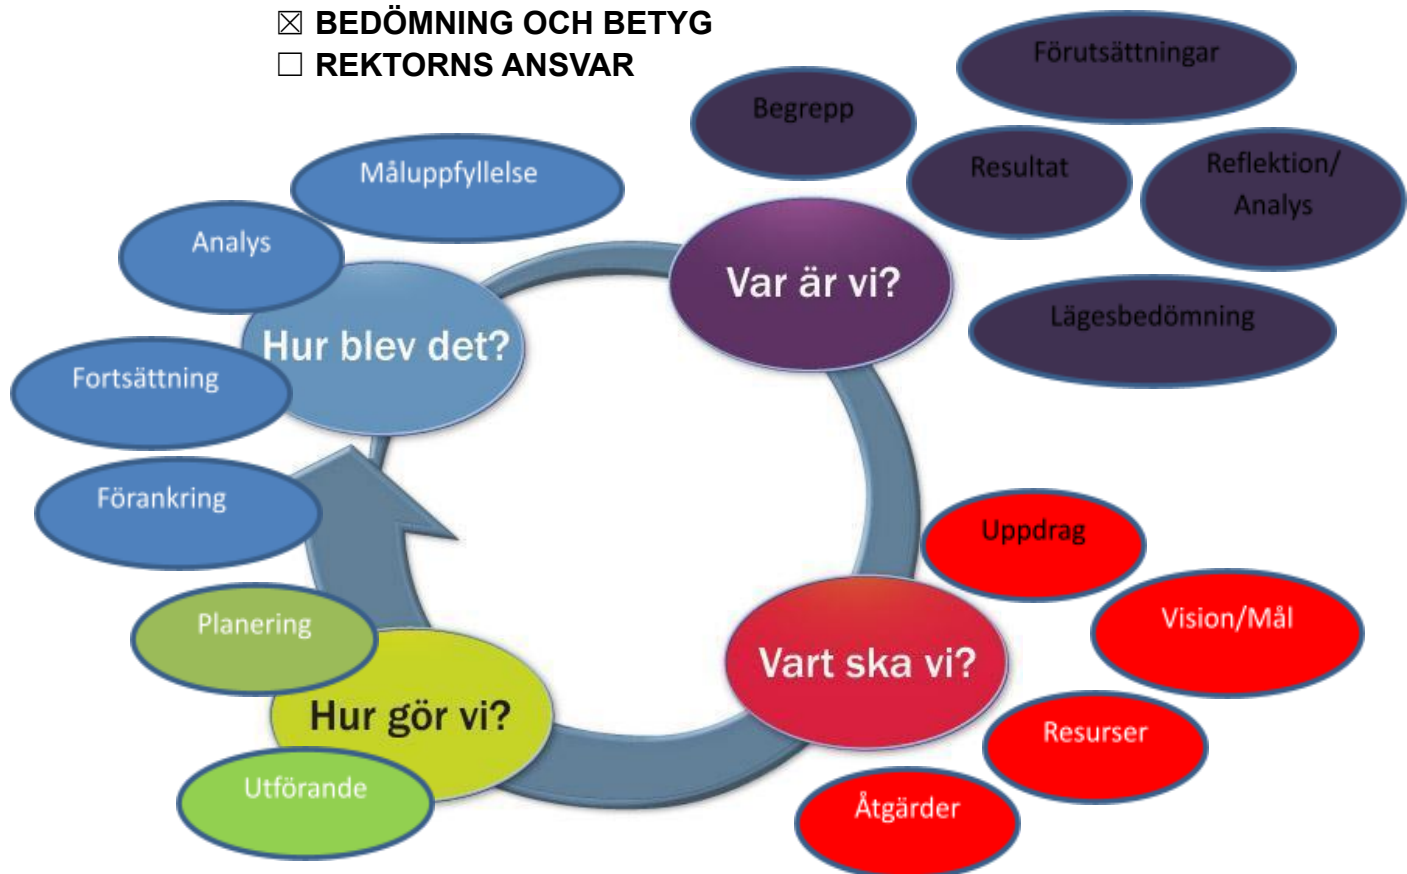 ☒ BEDÖMNING OCH BETYG
☐ REKTORNS ANSVAR
Förutsättningar
Begrepp
Resultat
Reflektion/
Analys
Lägesbedömning
Var är vi?
Måluppfyllelse
Analys
Hur blev det?
Fortsättning
Förankring
Uppdrag
Vision/Mål
Vart ska vi?
Resurser
Åtgärder
Planering
Hur gör vi?
Utförande